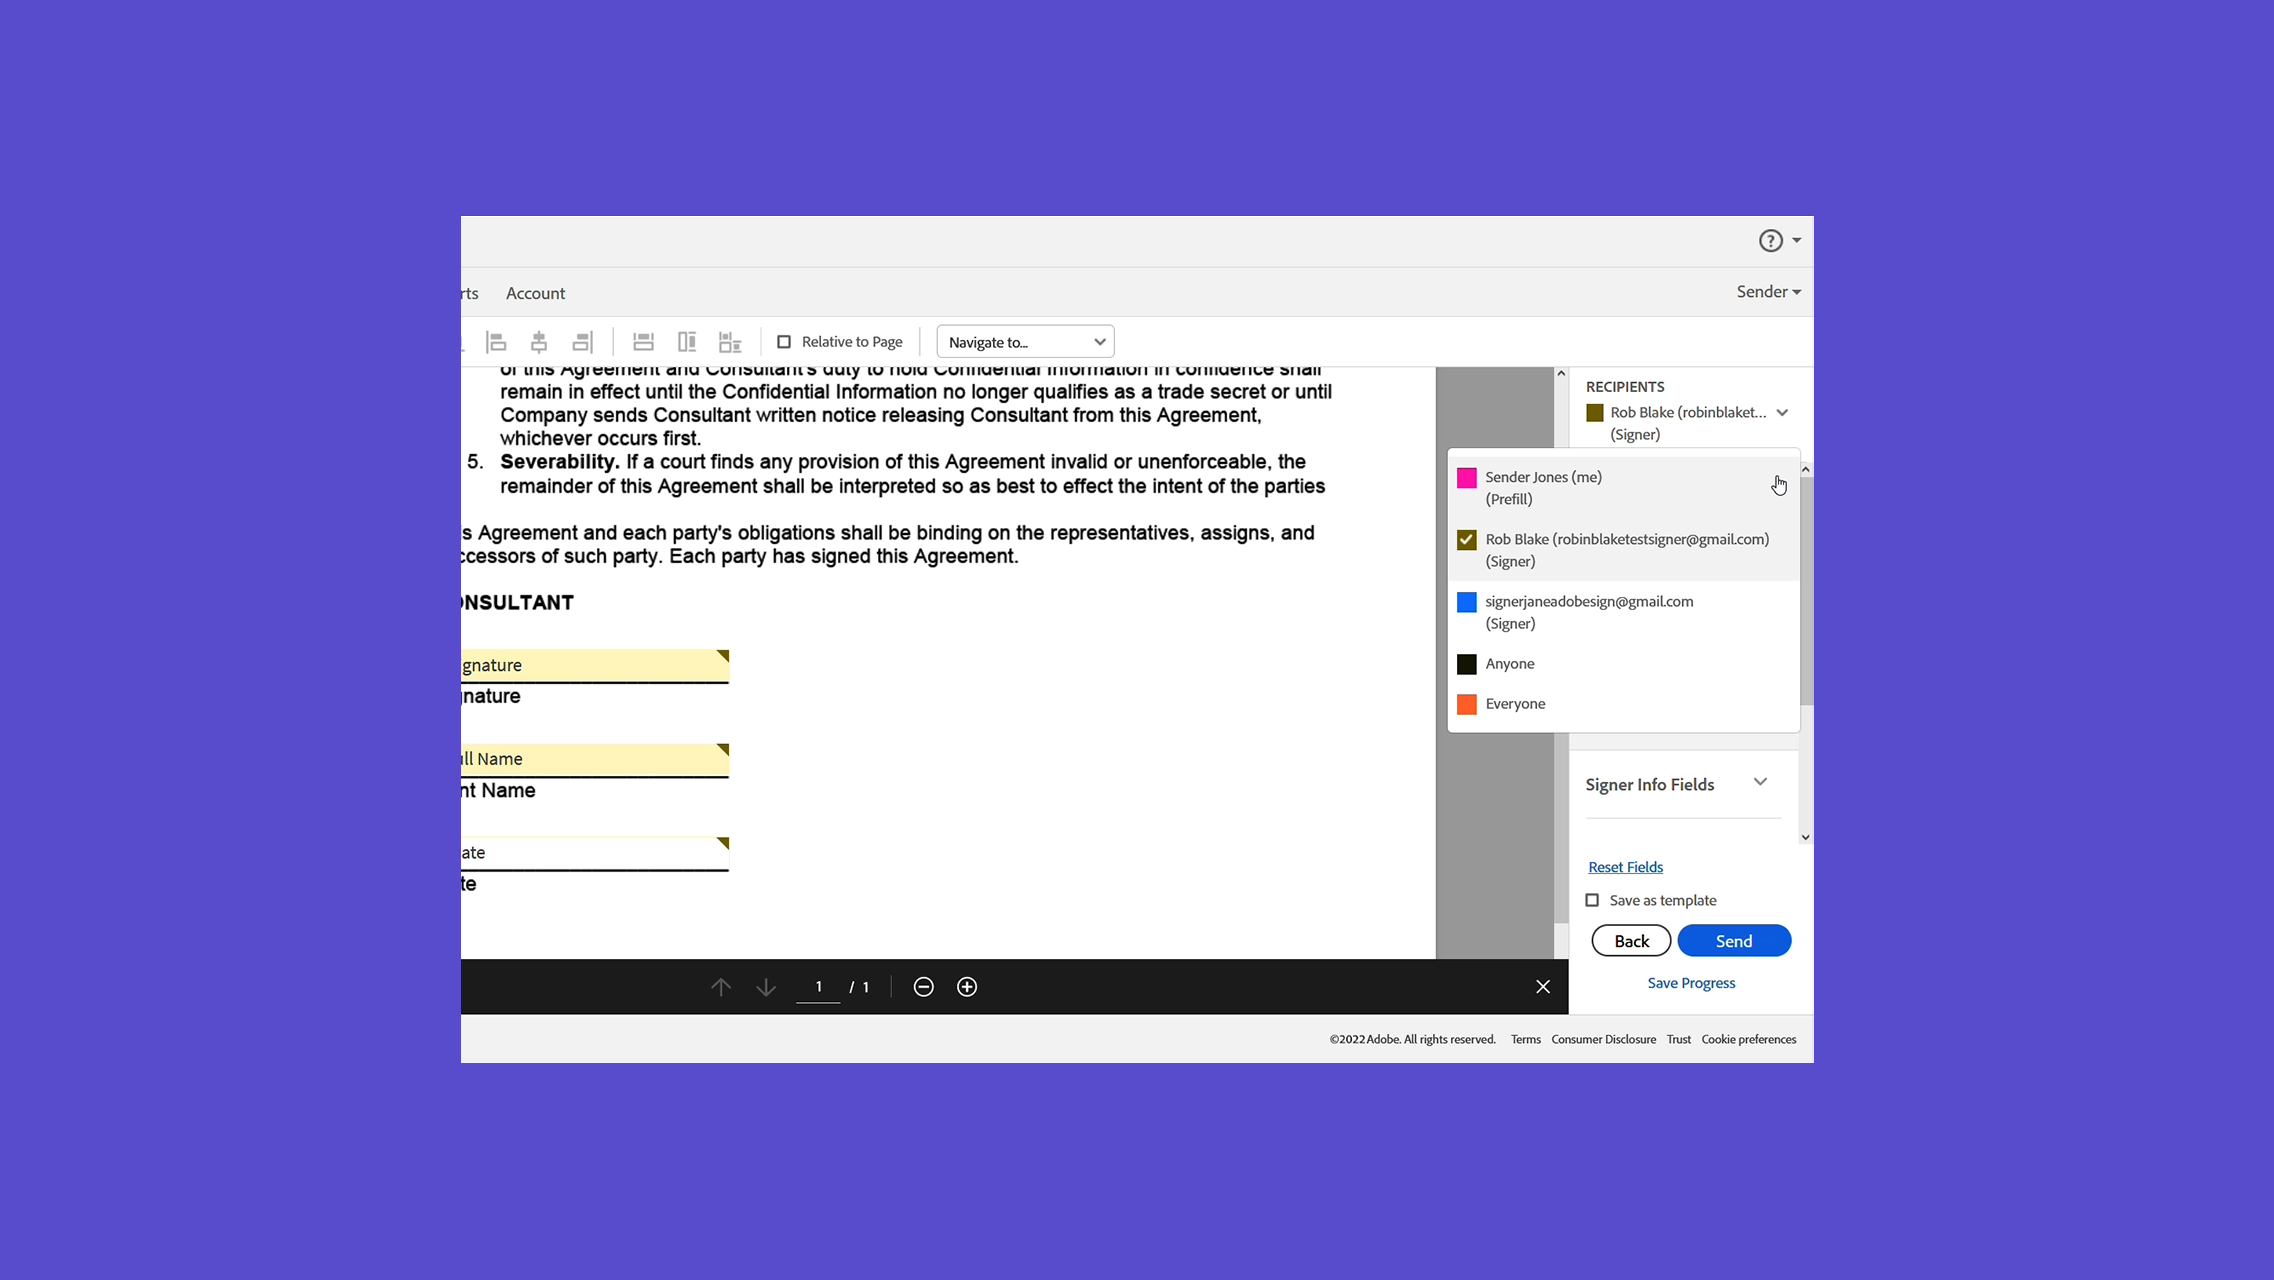 ?
rts Account Sender
Relative to Page Navigate to...
of this Agreement and Consultant's duty to hold Confidential Information in confidence shall
remain in effect until the Confidential Information no longer qualifies as a trade secret or until
Company sends Consultant written notice releasing Consultant from this Agreement,
whichever occurs first.
5. Severability. If a court finds any provision of this Agreement invalid or unenforceable, the
remainder of this Agreement shall be interpreted so as best to effect the intent of the parties
s Agreement and each party's obligations shall be binding on the representatives, assigns, and
ccessors of such party. Each party has signed this Agreement.
ONSULTANT
gnature
nature
ll Name
nt Name
ate
te
RECIPIENTS
Rob Blake (robinblaket...
(Signer)
Sender Jones (me)
(Prefill)
Rob Blake (robinblaketestsigner@gmail.com)
(Signer)
signerjaneadobesign@gmail.com
(Signer)
Anyone
Everyone
Signer Info Fields
Reset Fields
Save as template
Back Send
Save Progress
1 / 1
©2022 Adobe. All rights reserved. Terms Consumer Disclosure Trust Cookie preferences